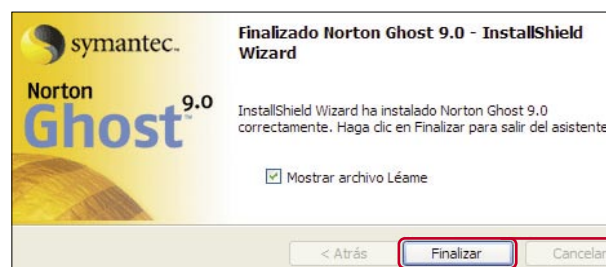 symantec.
Norton
Ghost™ 9.0
Finalizado Norton Ghost 9.0 - InstallShield
Wizard
InstallShield Wizard ha instalado Norton Ghost 9.0
correctamente. Haga clic en Finalizar para salir del asistente
Mostrar archivo Léame
< Atrás
Finalizar
Cancelar